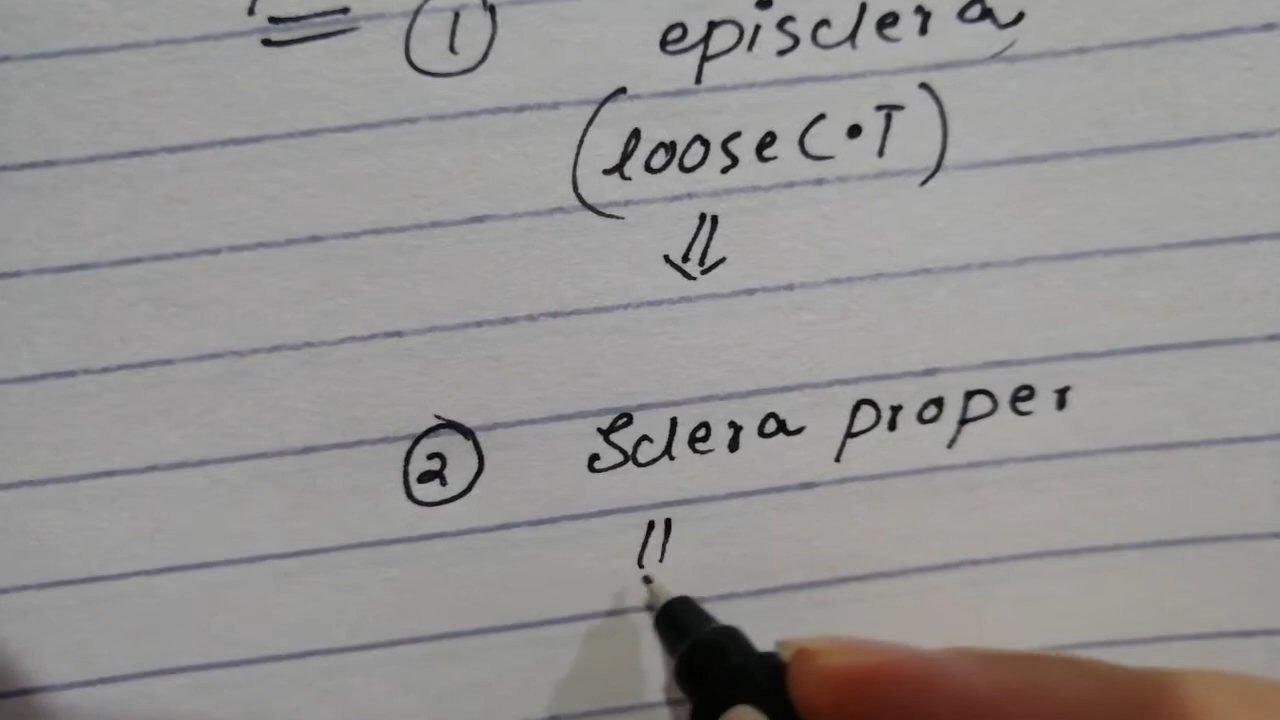 = ① episclera
(loose C.T)
⇓
② Sclera proper
||